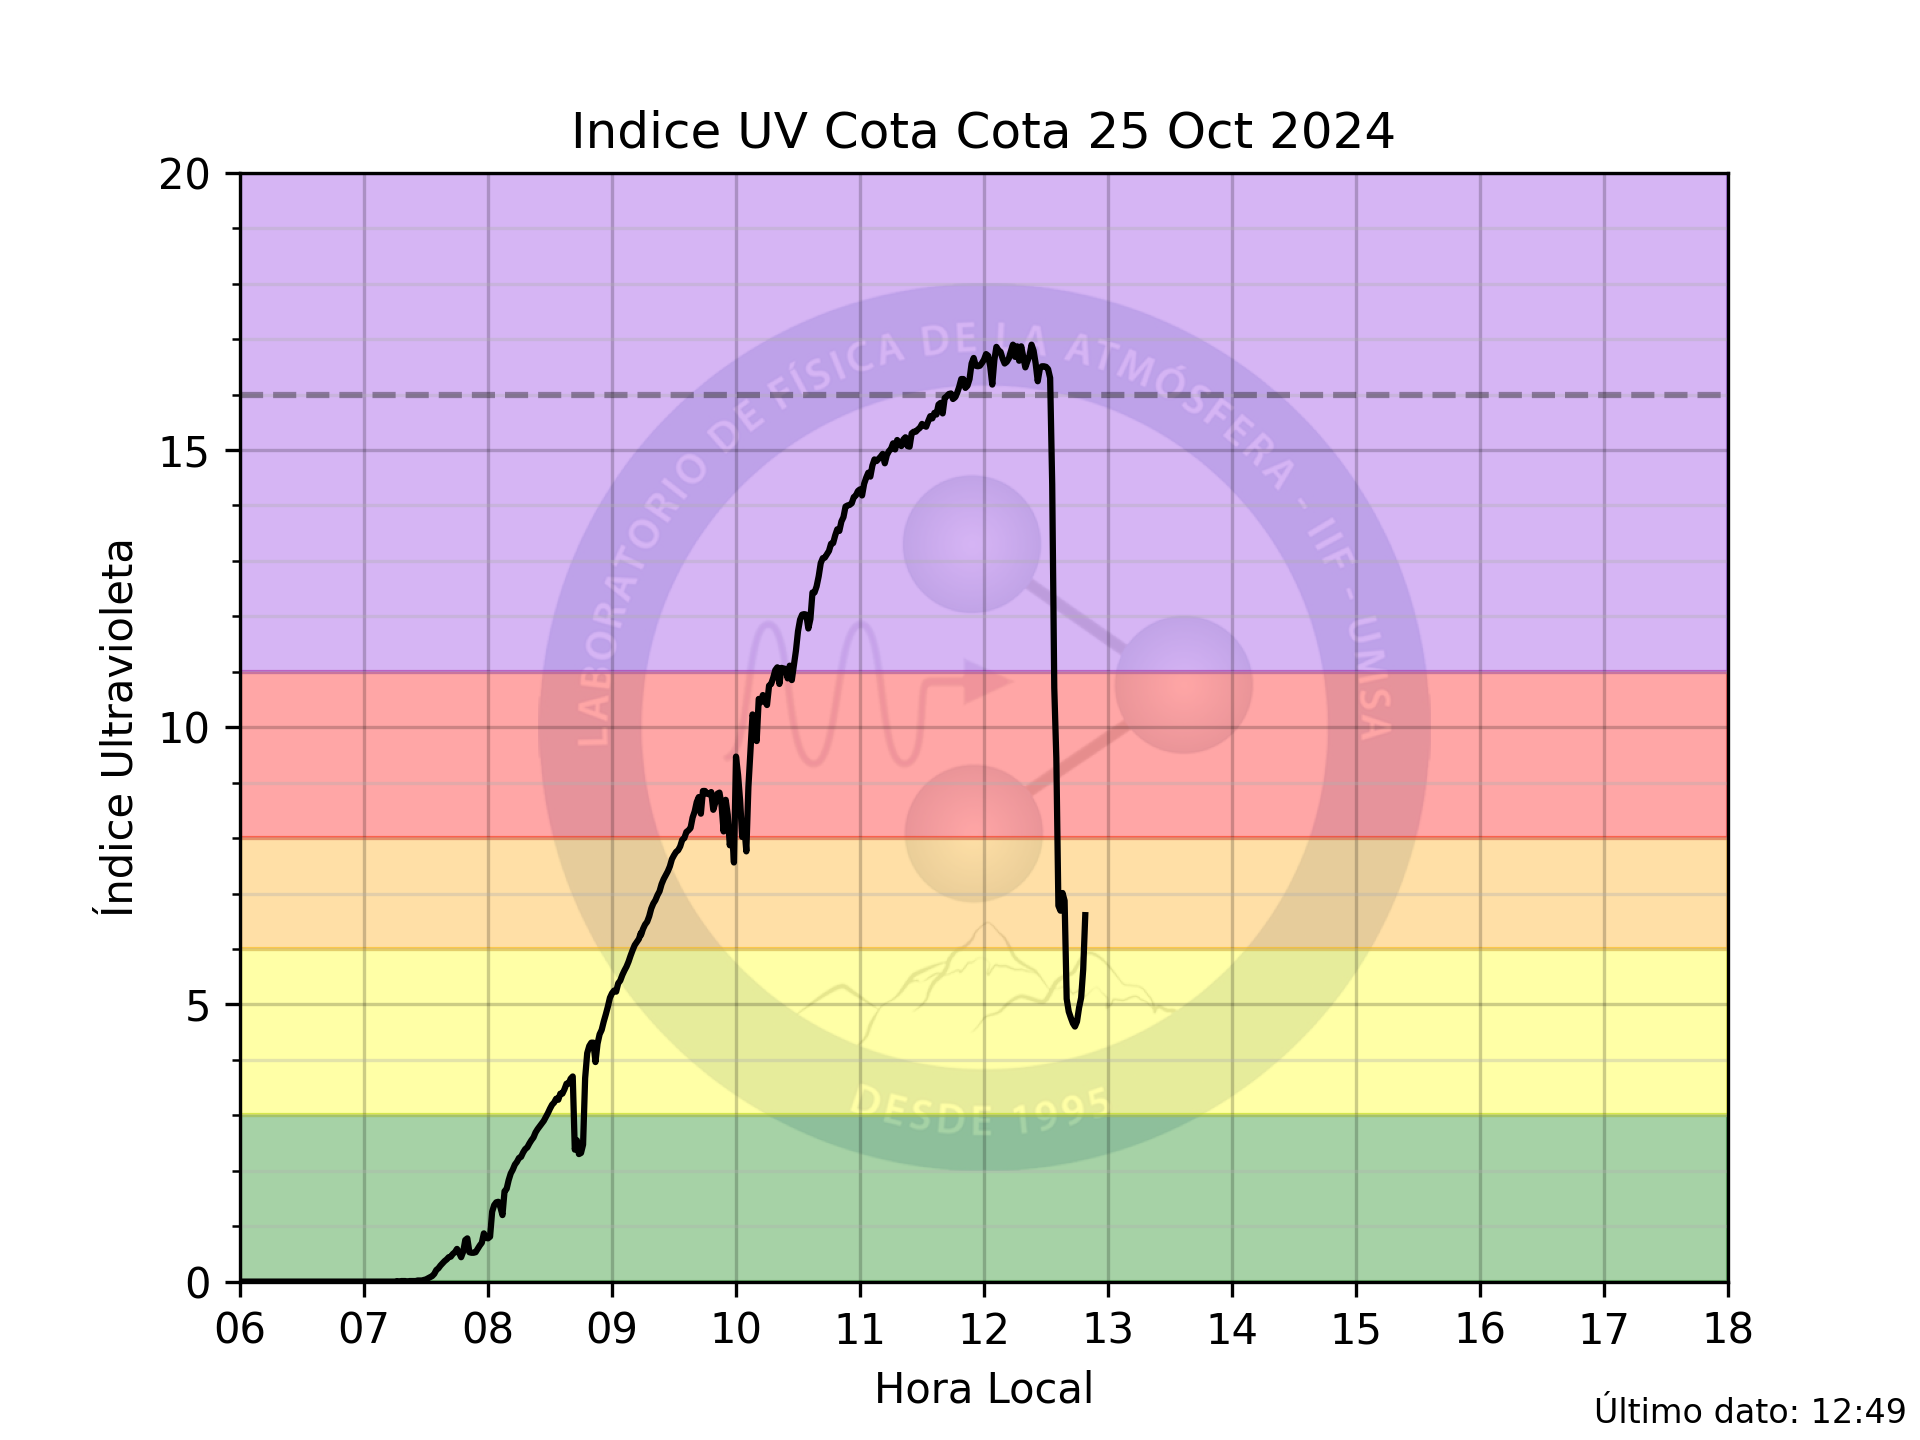 Indice UV Cota Cota 25 Oct 2024
20
15
10
5
0
Índice Ultravioleta
LABORATORIO DE FÍSICA DE LA ATMÓSFERA - IIF - UMSA
DESDE 1995
06 07 08 09 10 11 12 13 14 15 16 17 18
Hora Local
Último dato: 12:49